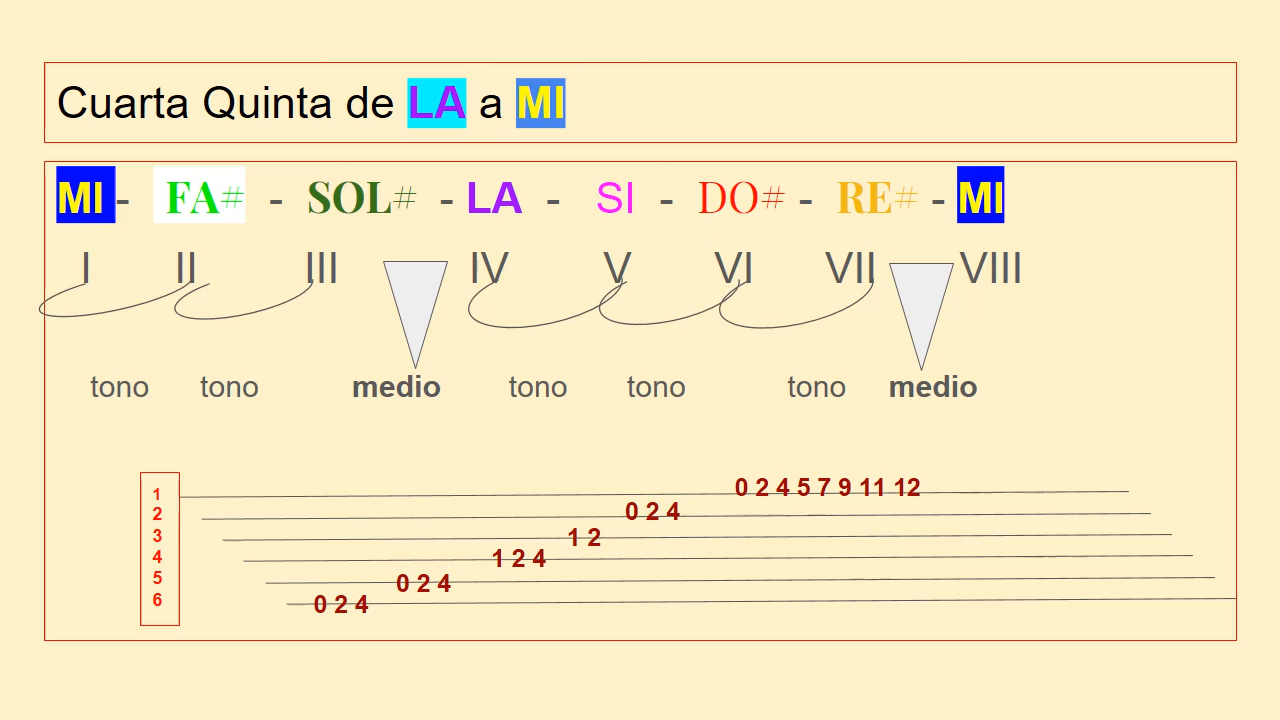 Cuarta Quinta de LA a MI
MI - FA# - SOL# - LA - SI - DO# - RE# - MI
I II III IV V VI VII VIII
tono tono medio tono tono tono medio
1 0 2 4 5 7 9 11 12
2 0 2 4
3 1 2
4 1 2 4
5 0 2 4
6 0 2 4